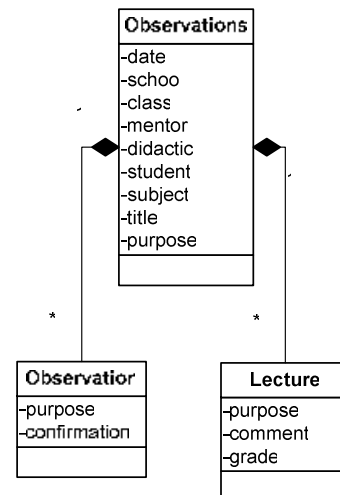 Observations
-date
-schoo
-class
-mentor
-didactic
-student
-subject
-title
-purpose
*
*
Observatior
-purpose
-confirmation
Lecture
-purpose
-comment
-grade